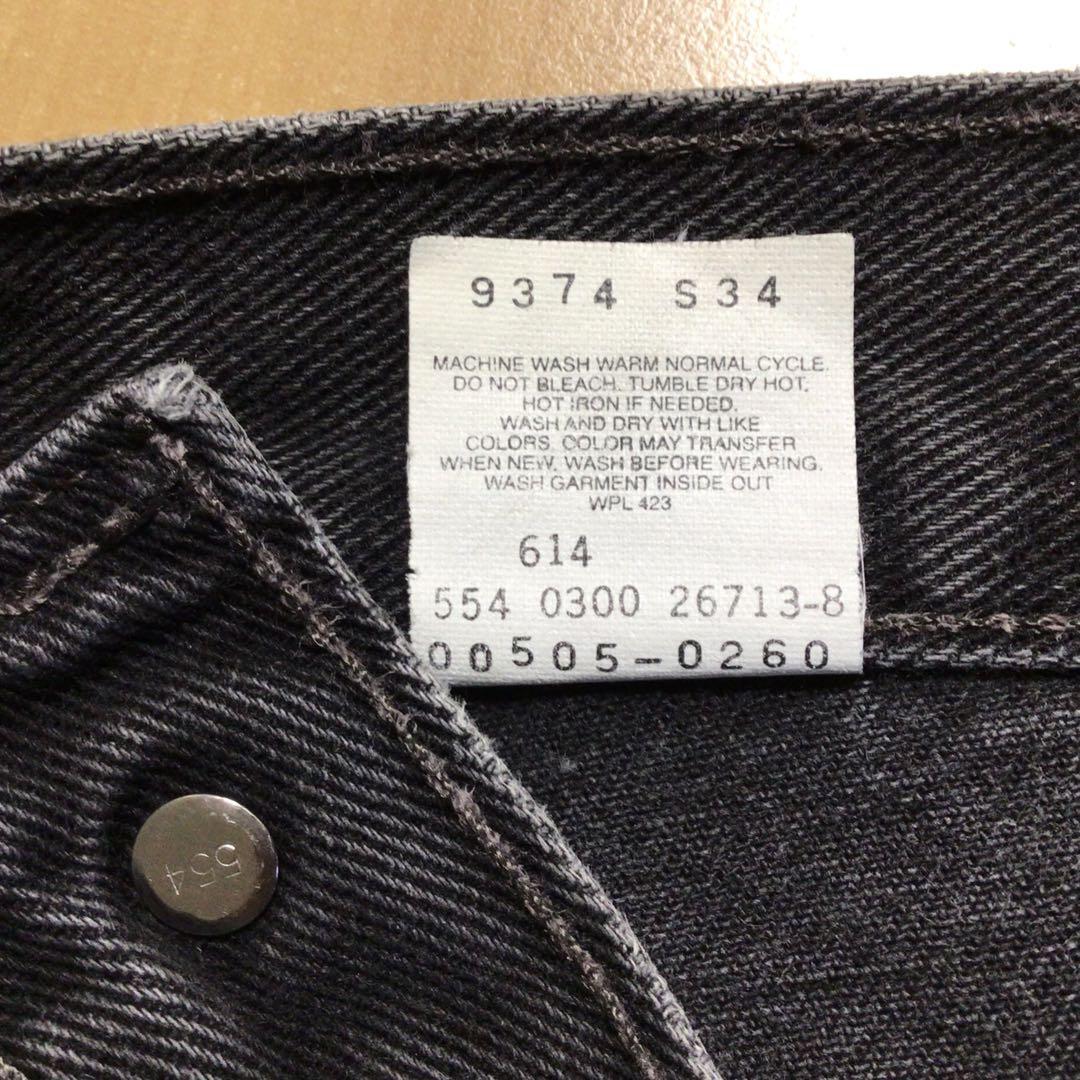 9374 S34
MACHINE WASH WARM NORMAL CYCLE.
DO NOT BLEACH. TUMBLE DRY HOT.
HOT IRON IF NEEDED.
WASH AND DRY WITH LIKE
COLORS. COLOR MAY TRANSFER
WHEN NEW. WASH BEFORE WEARING.
WASH GARMENT INSIDE OUT
WPL 423
614
554 0300 26713-8
00505-0260
554